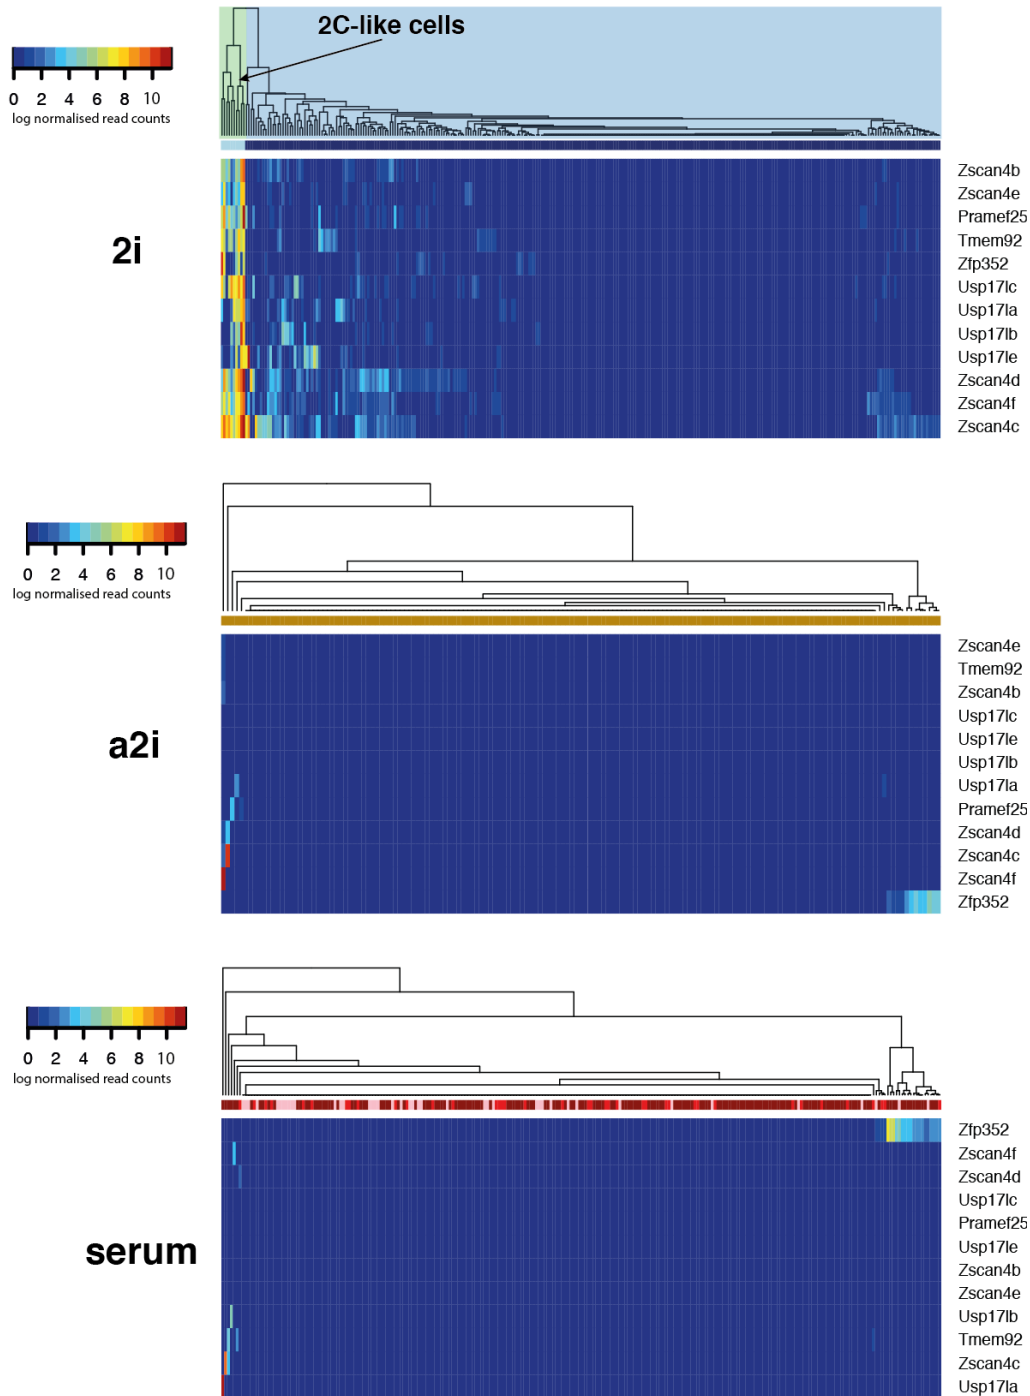 2C-like cells
0 2 4 6 8 10
log normalised read counts
2i
Zscan4b
Zscan4e
Pramef25
Tmem92
Zfp352
Usp17lc
Usp17la
Usp17lb
Usp17le
Zscan4d
Zscan4f
Zscan4c
0 2 4 6 8 10
log normalised read counts
a2i
Zscan4e
Tmem92
Zscan4b
Usp17lc
Usp17le
Usp17lb
Usp17la
Pramef25
Zscan4d
Zscan4c
Zscan4f
Zfp352
0 2 4 6 8 10
log normalised read counts
serum
Zfp352
Zscan4f
Zscan4d
Usp17lc
Pramef25
Usp17le
Zscan4b
Zscan4e
Usp17lb
Tmem92
Zscan4c
Usp17la